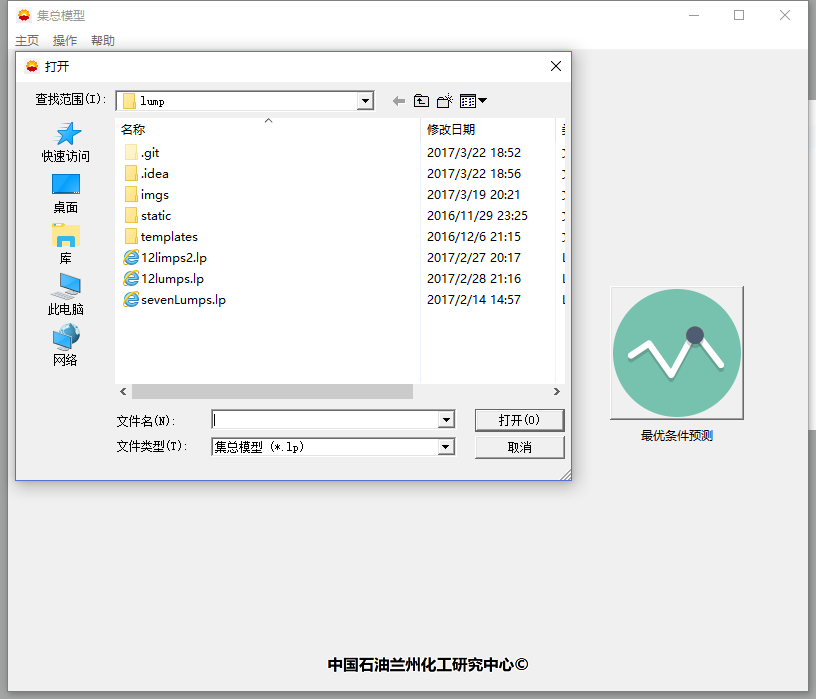 集总模型
主页 操作 帮助
打开
查找范围(I): lump
名称 修改日期
快速访问
桌面
库
此电脑
网络
.git 2017/3/22 18:52
.idea 2017/3/22 18:56
imgs 2017/3/19 20:21
static 2016/11/29 23:25
templates 2016/12/6 21:15
12limps2.lp 2017/2/27 20:17
12lumps.lp 2017/2/28 21:16
sevenLumps.lp 2017/2/14 14:57
文件名(N): 打开(O)
文件类型(T): 集总模型 (*.lp) 取消
最优条件预测
中国石油兰州化工研究中心©